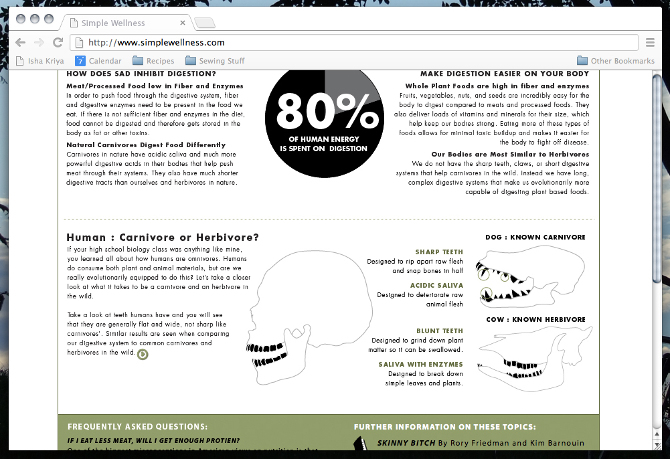 Simple Wellness
http://www.simplewellness.com
Isha Kriya
7
Calendar
Recipes
Sewing Stuff
Other Bookmarks
HOW DOES SAD INHIBIT DIGESTION?
Meat/Processed Food low in Fiber and Enzymes
In order to push food through the digestive system, fiber
and digestive enzymes need to be present in the food we
eat. If there is not sufficient fiber and enzymes in the diet,
food cannot be digested and therefore gets stored in the
body as fat or other toxins.
Natural Carnivores Digest Food Differently
Carnivores in nature have acidic saliva and much more
powerful digestive acids in their bodies that help push
meat through their systems. They also have much shorter
digestive tracts than ourselves and herbivores in nature.
80%
OF HUMAN ENERGY
IS SPENT ON DIGESTION
MAKE DIGESTION EASIER ON YOUR BODY
Whole Plant Foods are high in fiber and enzymes
Fruits, vegetables, nuts, and seeds are incredibly easy for the
body to digest compared to meats and processed foods. They
also deliver loads of vitamins and minerals for their size, which
help keep our bodies strong. Eating more of these types of
foods allows for minimal toxic buildup and makes it easier for
the body to fight off disease.
Our Bodies are Most Similar to Herbivores
We do not have the sharp teeth, claws, or short digestive
systems that help carnivores in the wild. Instead we have long,
complex digestive systems that make us evolutionarily more
capable of digesting plant based foods.
Human : Carnivore or Herbivore?
If your high school biology class was anything like mine,
you learned all about how humans are omnivores. Humans
do consume both plant and animal materials, but are we
really evolutionarily equipped to do this? Let's take a closer
look at what it takes to be a carnivore and an herbivore in
the wild.
Take a look at teeth humans have and you will see
that they are generally flat and wide, not sharp like
carnivores'. Similar results are seen when comparing
our digestive system to common carnivores and
herbivores in the wild.
SHARP TEETH
Designed to rip apart raw flesh
and snap bones in half
ACIDIC SALIVA
Designed to deteriorate raw
animal flesh
BLUNT TEETH
Designed to grind down plant
matter so it can be swallowed.
SALIVA WITH ENZYMES
Designed to break down
simple leaves and plants.
DOG : KNOWN CARNIVORE
COW : KNOWN HERBIVORE
FREQUENTLY ASKED QUESTIONS:
IF I EAT LESS MEAT, WILL I GET ENOUGH PROTIEN?
FURTHER INFORMATION ON THESE TOPICS:
SKINNY BITCH By Rory Friedman and Kim Barnouin